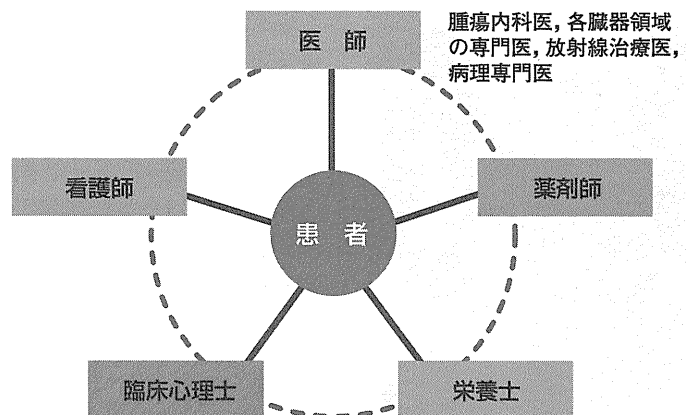 医 師
腫瘍内科医，各臓器領域
の専門医，放射線治療医，
病理専門医
看護師
薬剤師
患 者
臨床心理士
栄養士